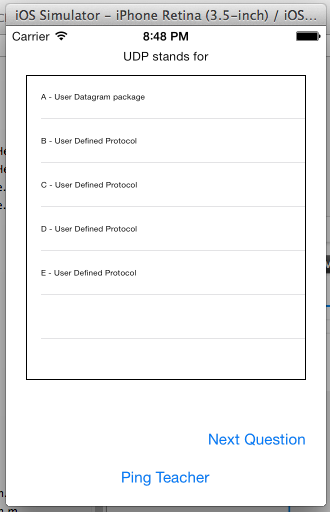 iOS Simulator - iPhone Retina (3.5-inch) / iOS...
Carrier 8:48 PM
UDP stands for
A - User Datagram package
B - User Defined Protocol
C - User Defined Protocol
D - User Defined Protocol
E - User Defined Protocol
Next Question
Ping Teacher